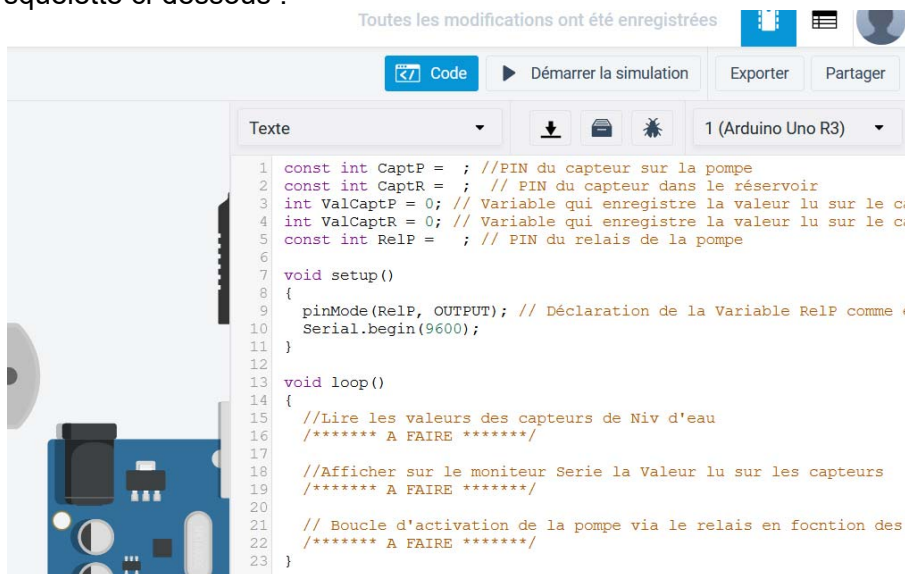 squelette ci-dessous :
Toutes les modifications ont été enregistrées
Code
Démarrer la simulation
Exporter
Partager
Texte
1 (Arduino Uno R3)
1 const int CaptP =  ; //PIN du capteur sur la pompe
2 const int CaptR =  ;  // PIN du capteur dans le réservoir
3 int ValCaptP = 0; // Variable qui enregistre la valeur lu sur le
4 int ValCaptR = 0; // Variable qui enregistre la valeur lu sur le
5 const int RelP =   ; // PIN du relais de la pompe
6
7 void setup()
8 {
9   pinMode(RelP, OUTPUT); // Déclaration de la Variable RelP comme
10   Serial.begin(9600);
11 }
12
13 void loop()
14 {
15   //Lire les valeurs des capteurs de Niv d'eau
16   /******* A FAIRE *******/
17
18   //Afficher sur le moniteur Serie la Valeur lu sur les capteurs
19   /******* A FAIRE *******/
20
21   // Boucle d'activation de la pompe via le relais en focntion des
22   /******* A FAIRE *******/
23 }